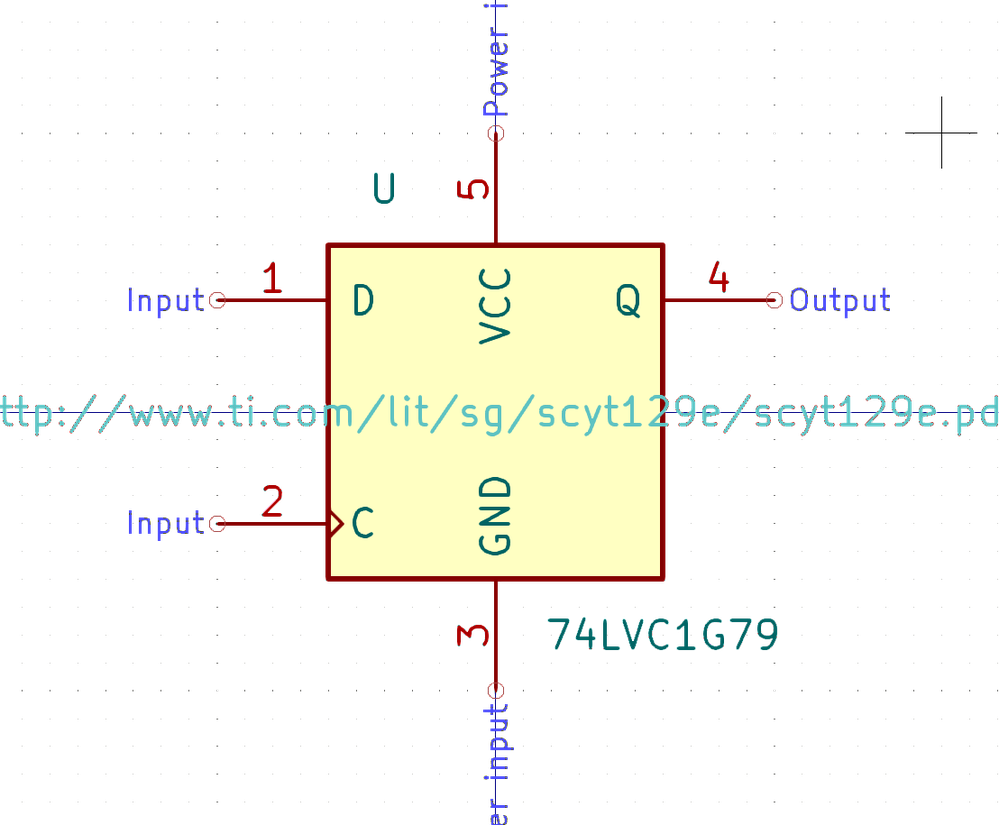 Power i
U
5
1
4
Input
D
VCC
Q
Output
ttp://www.ti.com/lit/sg/scyt129e/scyt129e.pd
2
Input
C
GND
3
74LVC1G79
er input